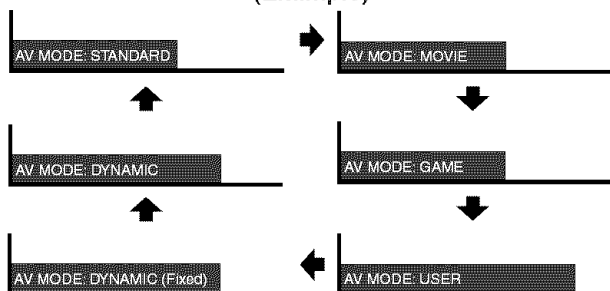 (Example)
AV MODE: STANDARD
AV MODE: MOVIE
AV MODE: DYNAMIC
AV MODE: GAME
AV MODE: DYNAMIC (Fixed)
AV MODE: USER